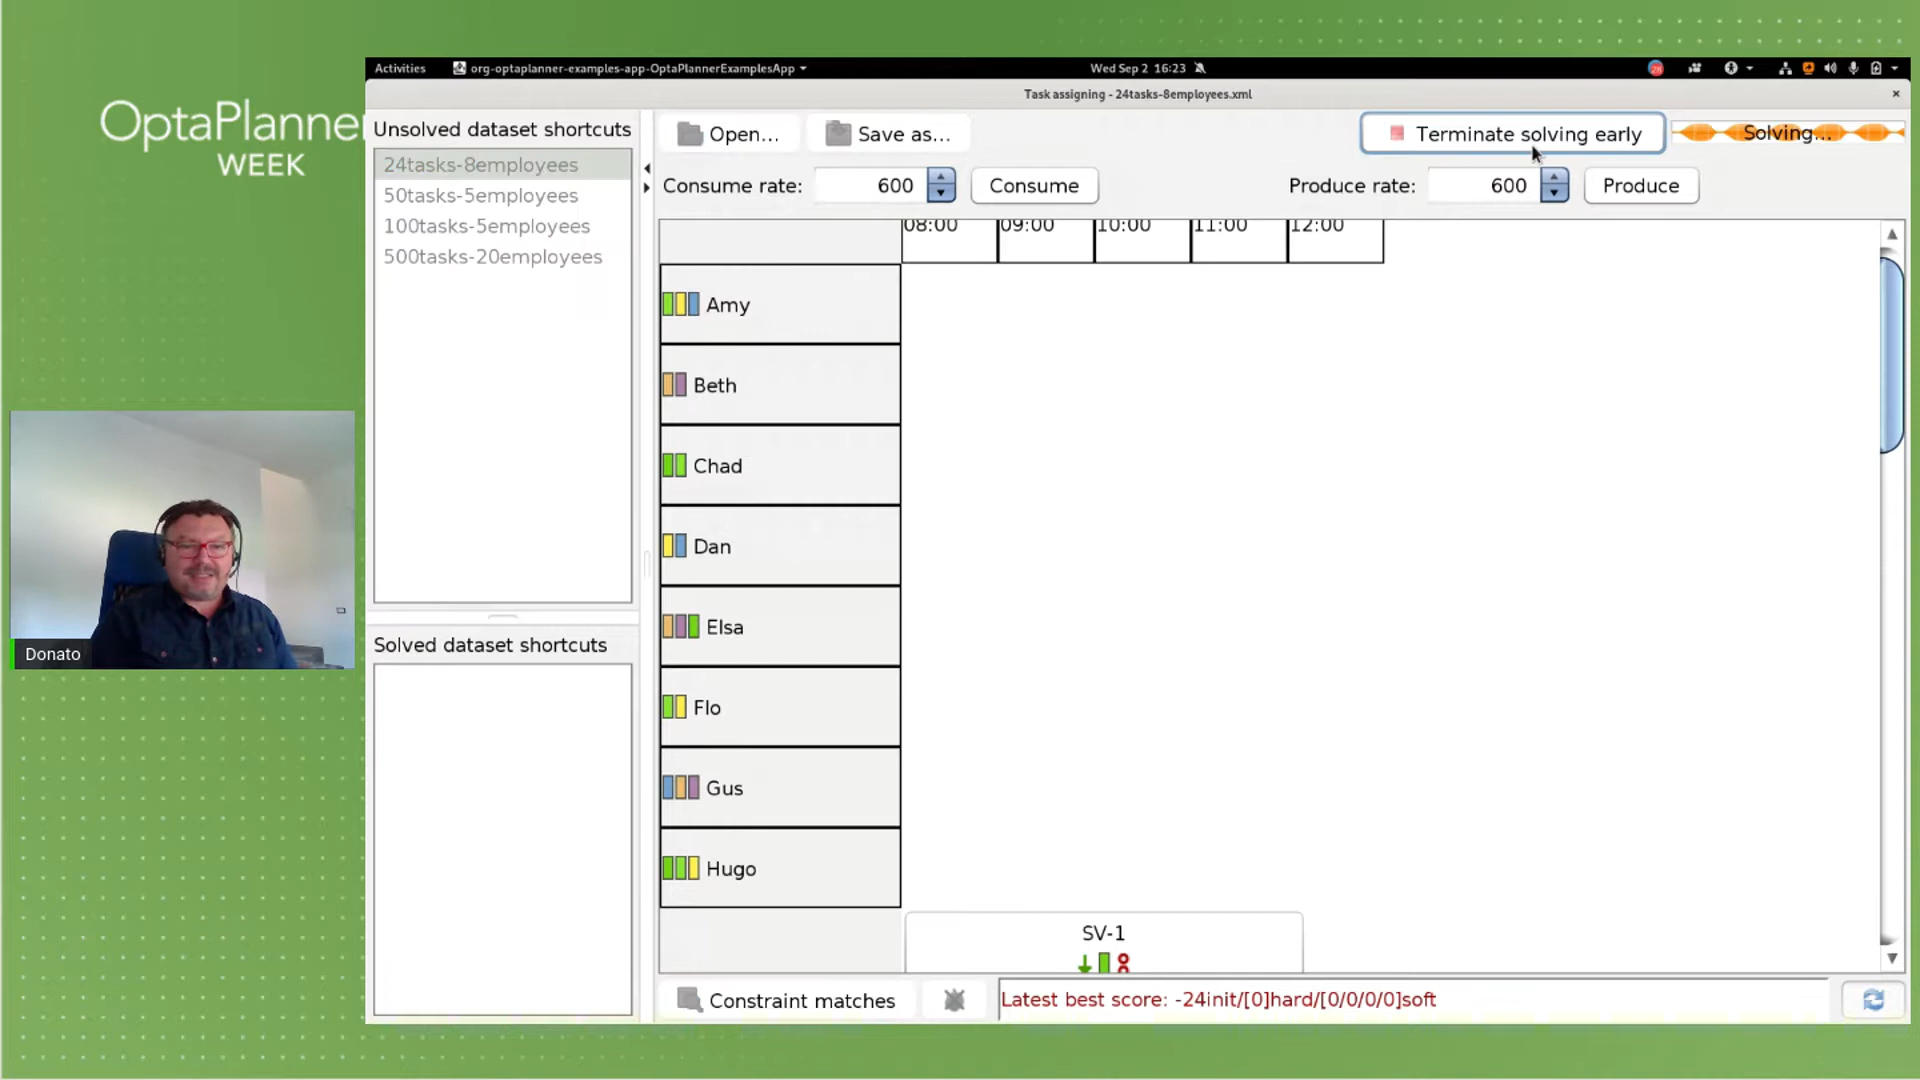 Activities
org-optaplanner-examples-app-OptaPlannerExamplesApp
Wed Sep 2 16:23
Task assigning - 24tasks-8employees.xml
OptaPlanne
WEEK
Unsolved dataset shortcuts
24tasks-8employees
50tasks-5employees
100tasks-5employees
500tasks-20employees
Open...
Save as...
Terminate solving early
Solving...
Consume rate:
600
Consume
Produce rate:
600
Produce
08:00
09:00
10:00
11:00
12:00
Amy
Beth
Chad
Dan
Elsa
Flo
Gus
Hugo
SV-1
Donato
Solved dataset shortcuts
Constraint matches
Latest best score: -24init/[0]hard/[0/0/0/0]soft